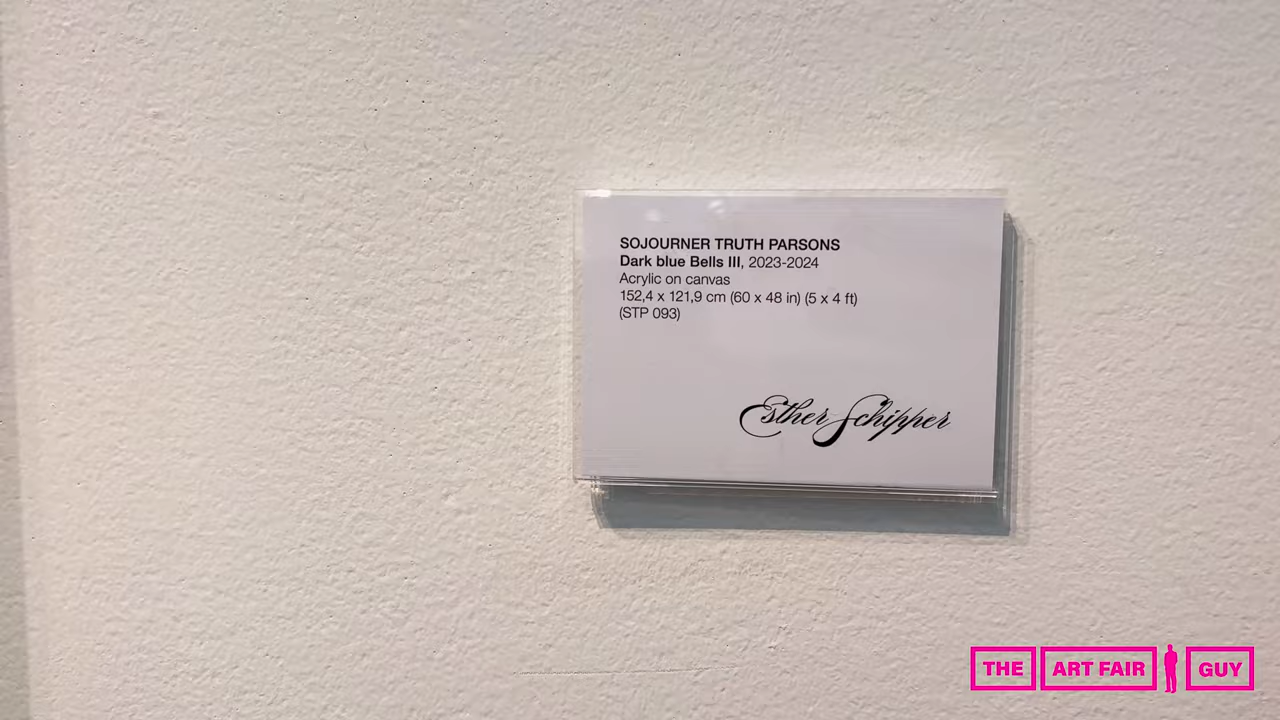 SOJOURNER TRUTH PARSONS
Dark blue Bells III, 2023-2024
Acrylic on canvas
152,4 x 121,9 cm (60 x 48 in) (5 x 4 ft)
(STP 093)
Esther Schipper
THE ART FAIR GUY